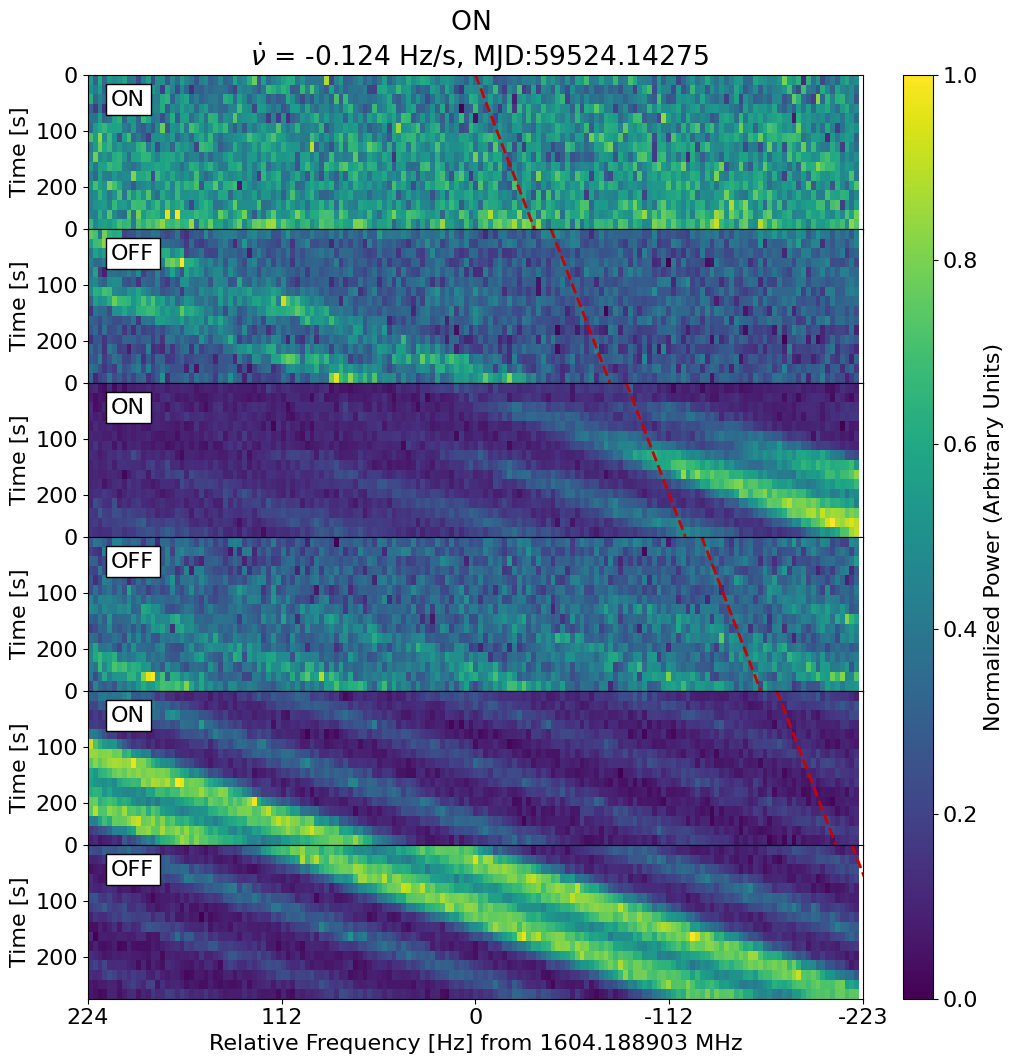 ON
ν̇ = -0.124 Hz/s, MJD:59524.14275
0
100
200
Time [s]
ON
0
100
200
Time [s]
OFF
0
100
200
Time [s]
ON
0
100
200
Time [s]
OFF
0
100
200
Time [s]
ON
0
100
200
Time [s]
OFF
224 112 0 -112 -223
Relative Frequency [Hz] from 1604.188903 MHz
1.0
0.8
0.6
0.4
0.2
0.0
Normalized Power (Arbitrary Units)